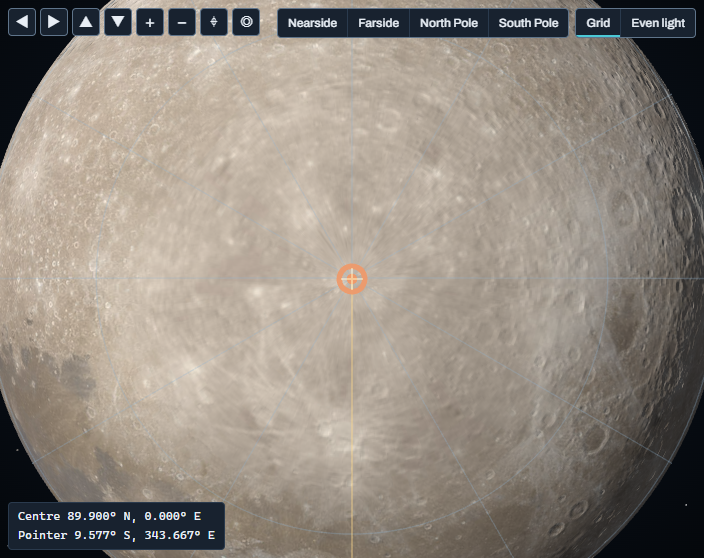 + −
Nearside Farside North Pole South Pole Grid Even light
Centre 89.900° N, 0.000° E
Pointer 9.577° S, 343.667° E